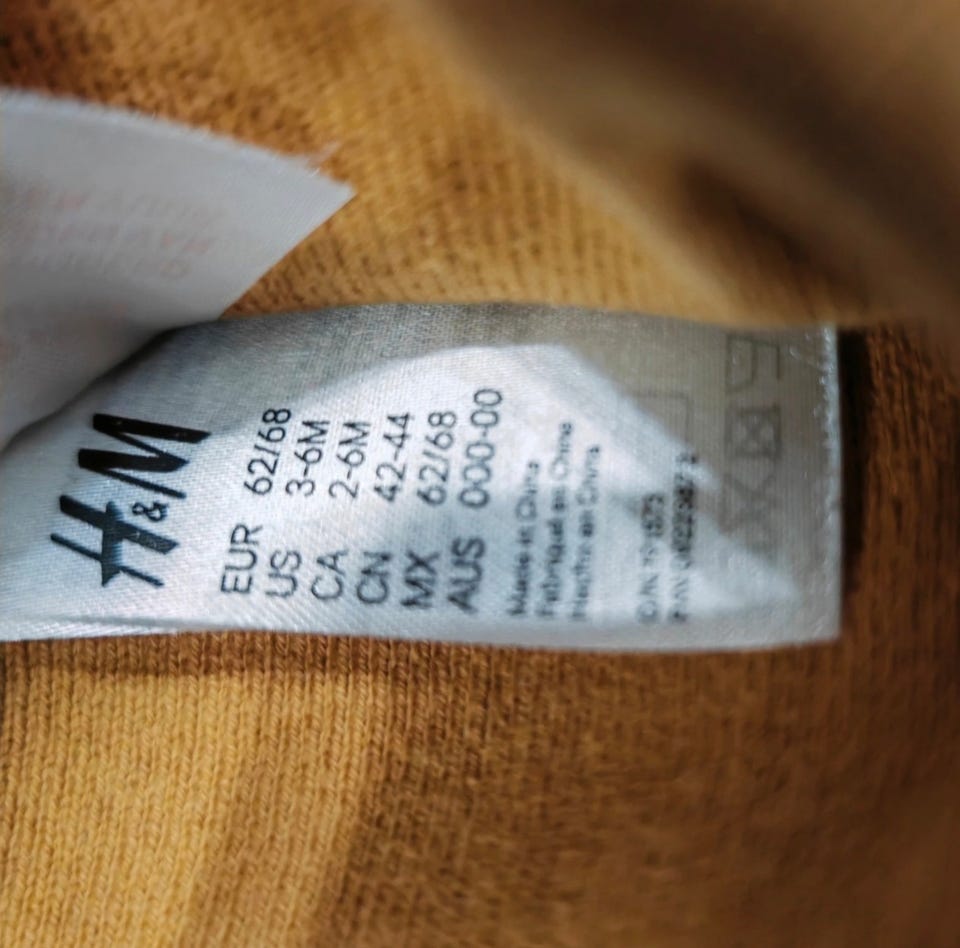 H&M
EUR 62/68
US 3-6M
CA 2-6M
CN 42-44
MX 62/68
AUS 000-00
Made in China
Fabriqué en Chine
Hecho en China